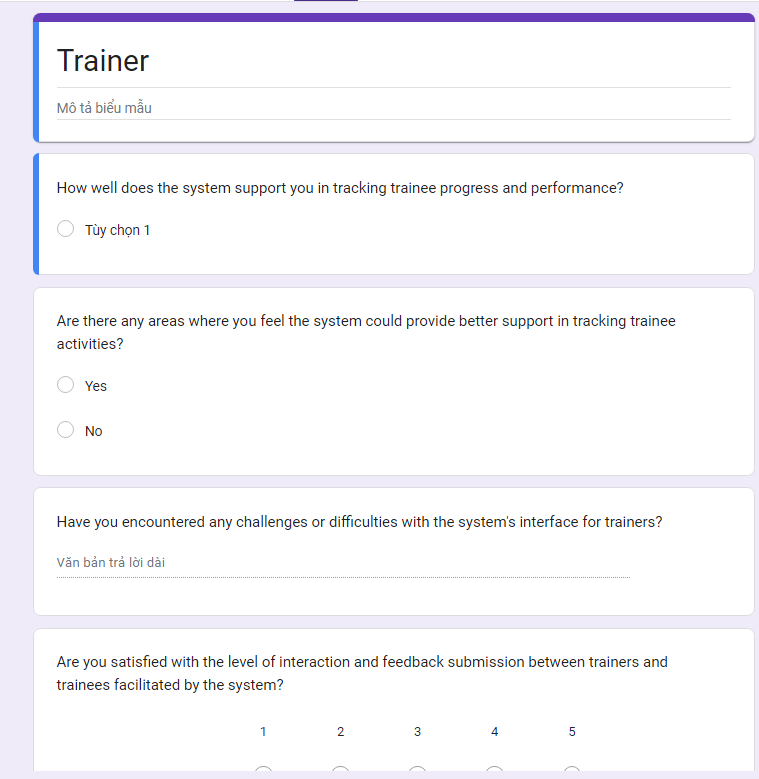 Trainer
Mô tả biểu mẫu
How well does the system support you in tracking trainee progress and performance?
Tùy chọn 1
Are there any areas where you feel the system could provide better support in tracking trainee
activities?
Yes
No
Have you encountered any challenges or difficulties with the system's interface for trainers?
Văn bản trả lời dài
Are you satisfied with the level of interaction and feedback submission between trainers and
trainees facilitated by the system?
1 2 3 4 5